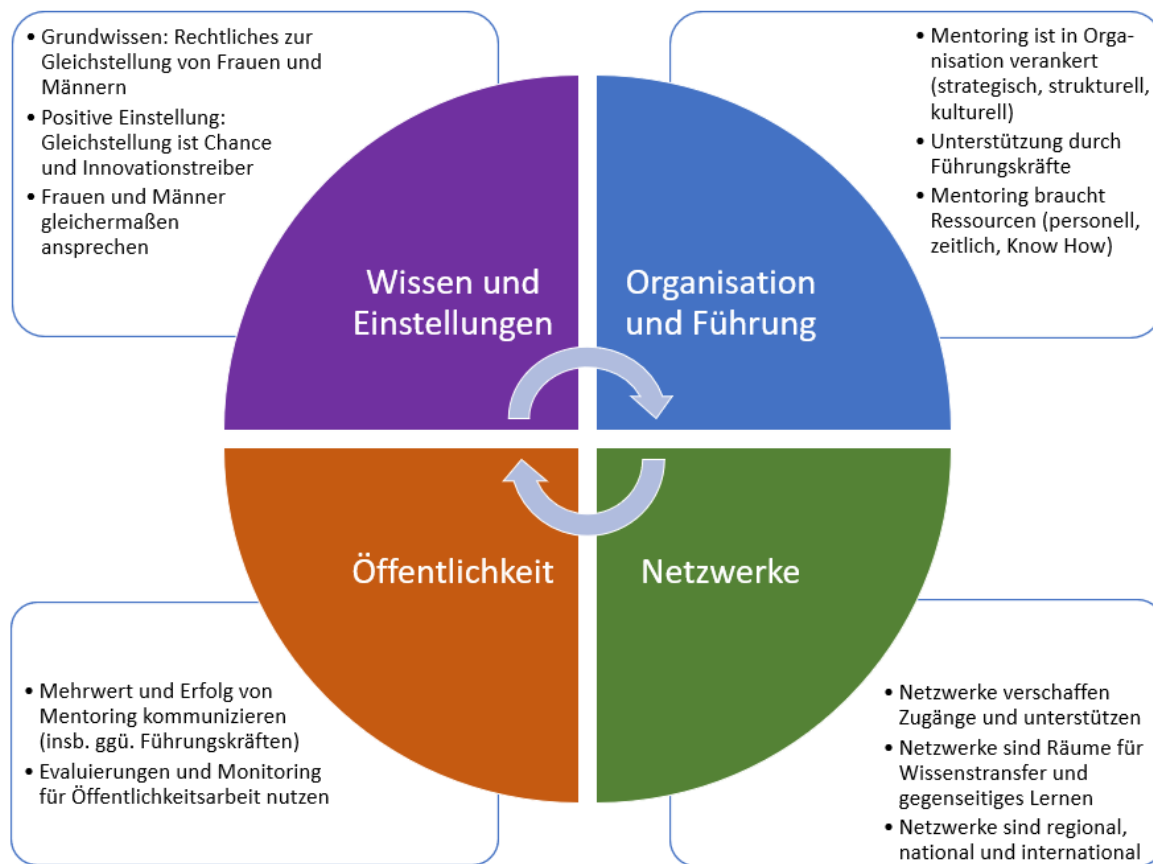 • Grundwissen: Rechtliches zur
Gleichstellung von Frauen und
Männern
• Positive Einstellung:
Gleichstellung ist Chance
und Innovationstreiber
• Frauen und Männer
gleichermaßen
ansprechen
• Mentoring ist in Orga-
nisation verankert
(strategisch, strukturell,
kulturell)
• Unterstützung durch
Führungskräfte
• Mentoring braucht
Ressourcen (personell,
zeitlich, Know How)
Wissen und
Einstellungen
Organisation
und Führung
Öffentlichkeit
Netzwerke
• Mehrwert und Erfolg von
Mentoring kommunizieren
(insb. ggü. Führungskräften)
• Evaluierungen und Monitoring
für Öffentlichkeitsarbeit nutzen
• Netzwerke verschaffen
Zugänge und unterstützen
• Netzwerke sind Räume für
Wissenstransfer und
gegenseitiges Lernen
• Netzwerke sind regional,
national und international